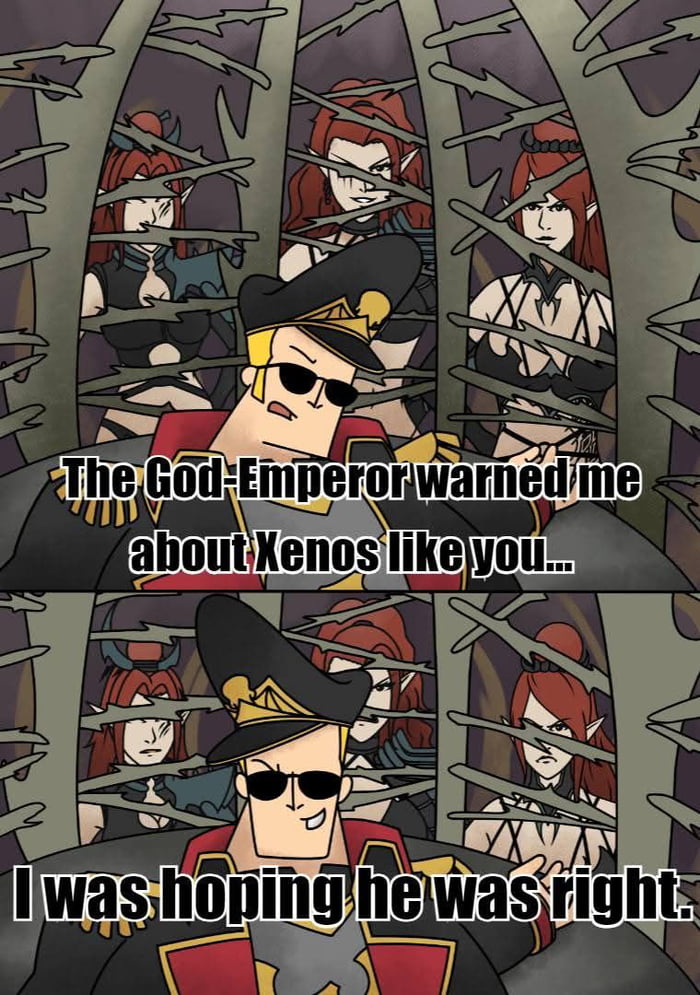 The God-Emperor warned me
about Xenos like you...
I was hoping he was right.